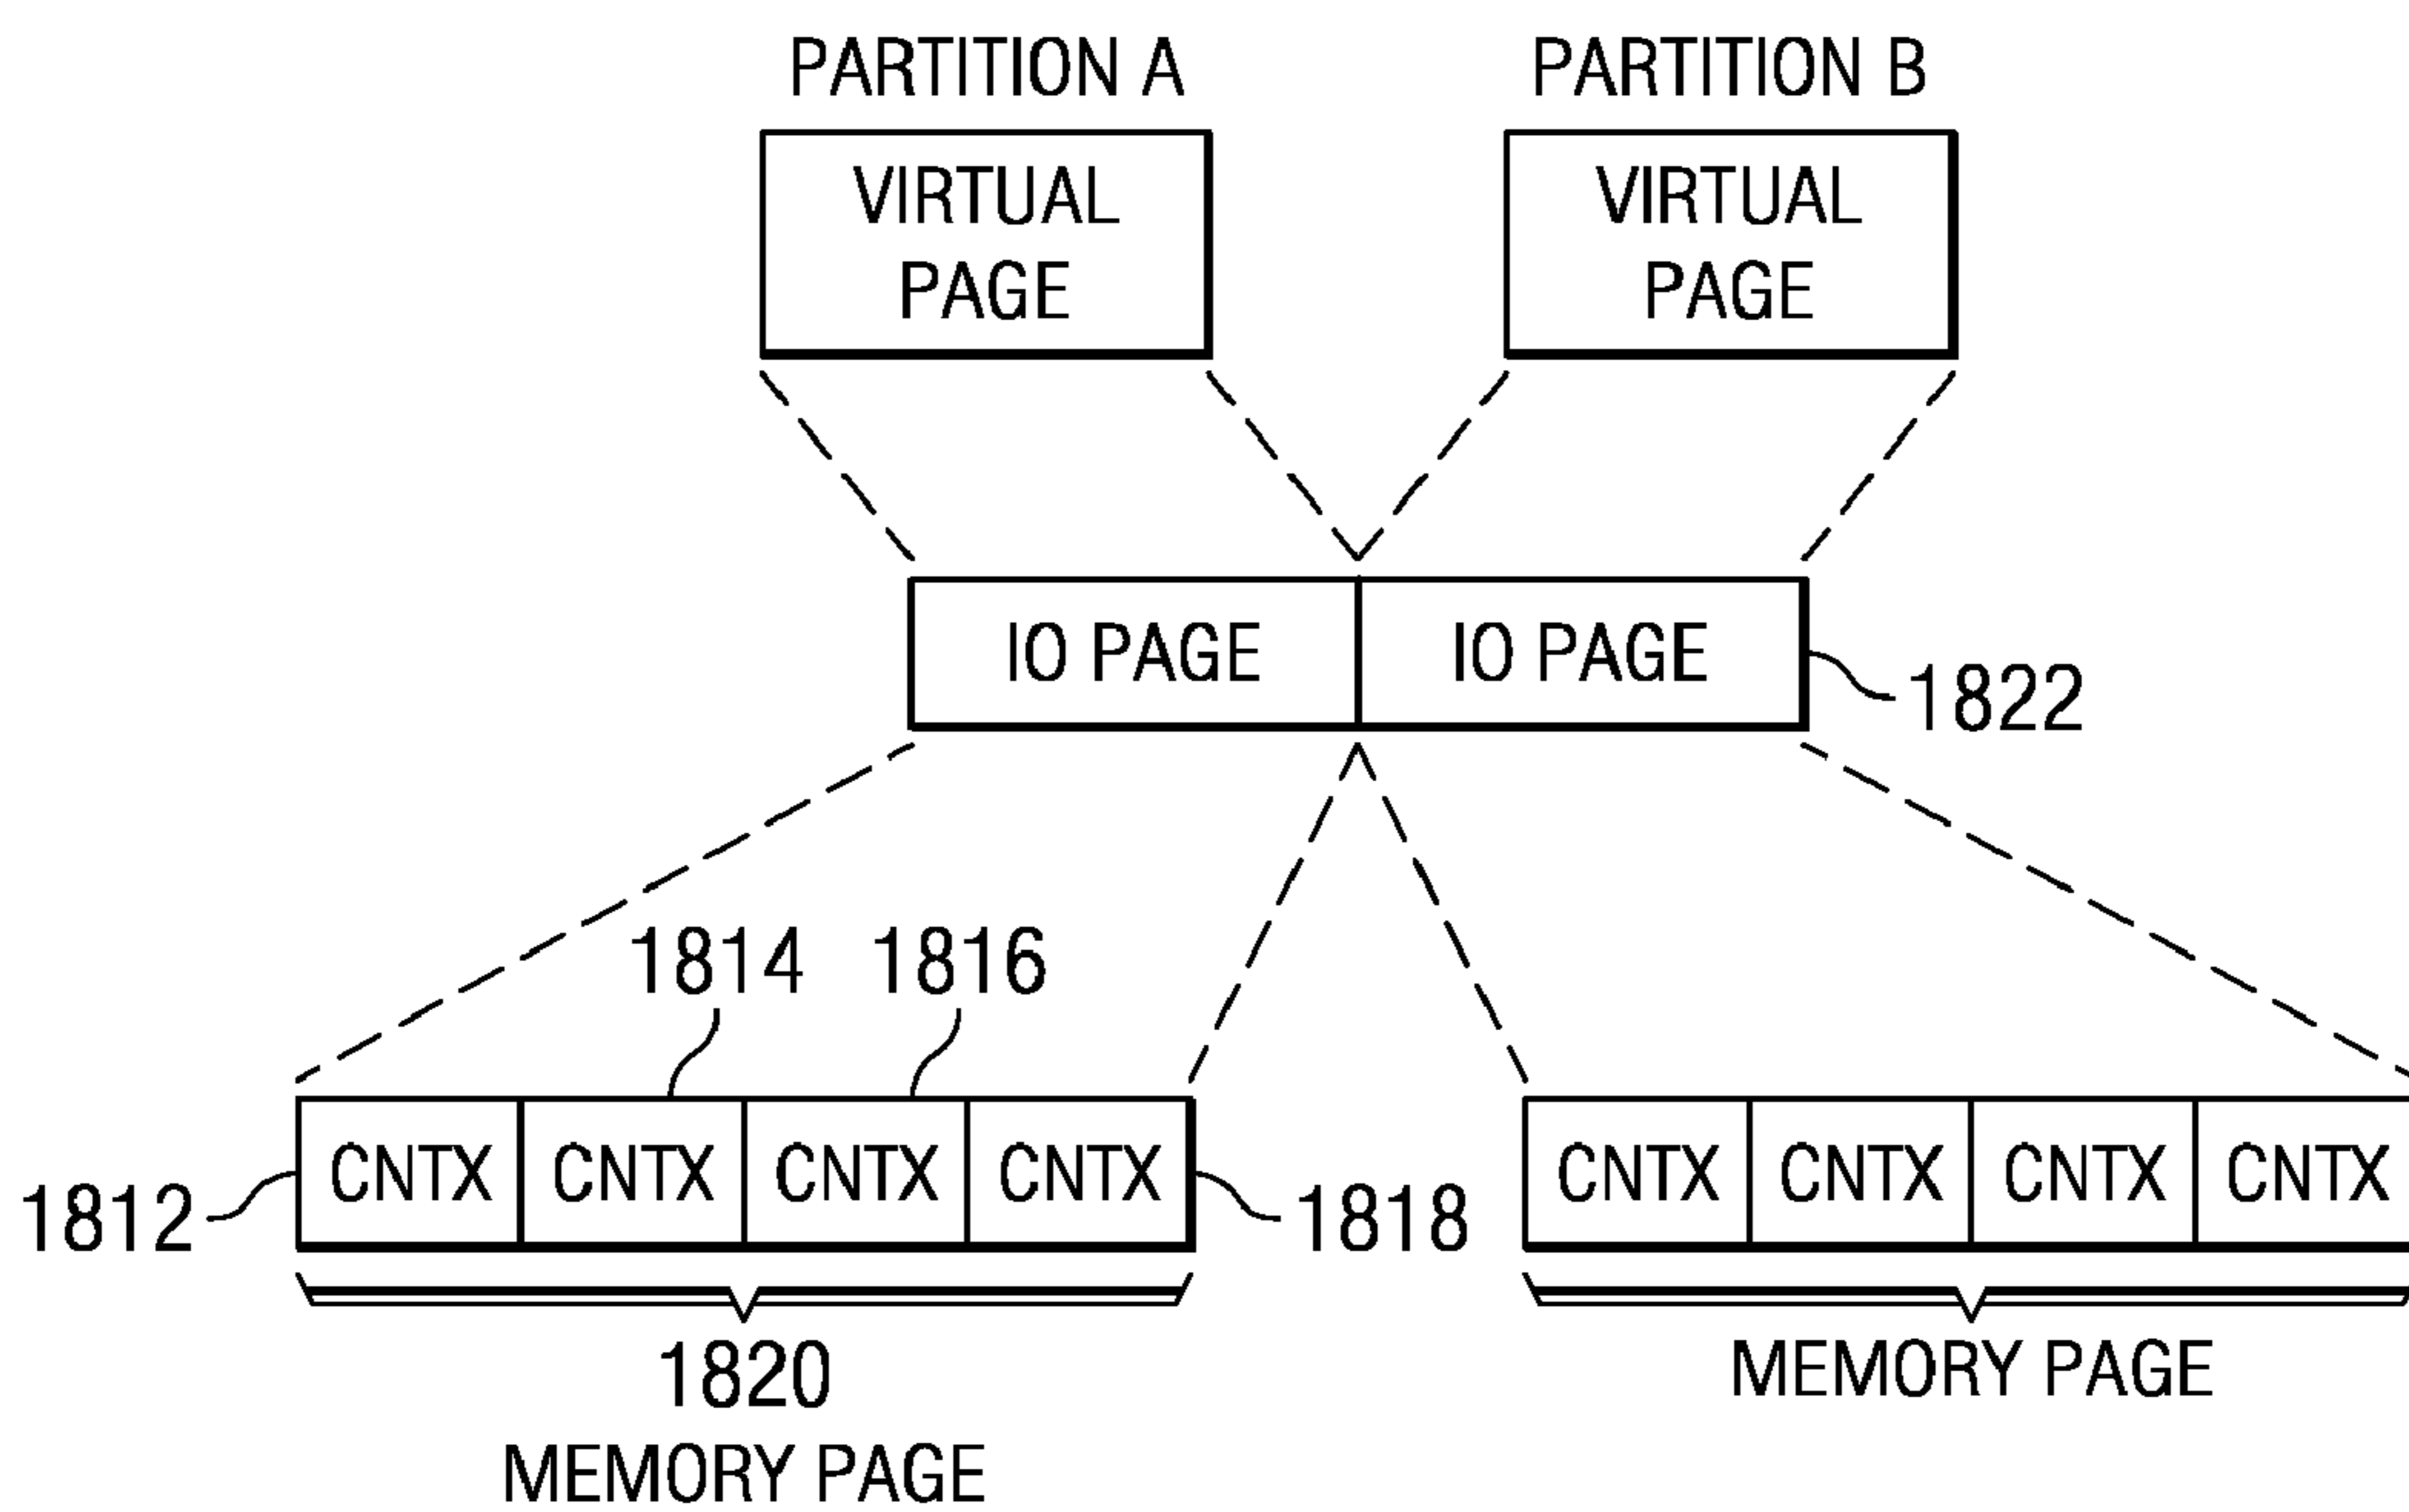 PARTITION A PARTITION B
VIRTUAL PAGE VIRTUAL PAGE
IO PAGE IO PAGE
1822
1814 1816
CNTX CNTX CNTX CNTX CNTX CNTX CNTX CNTX
1812 1818
1820
MEMORY PAGE
MEMORY PAGE